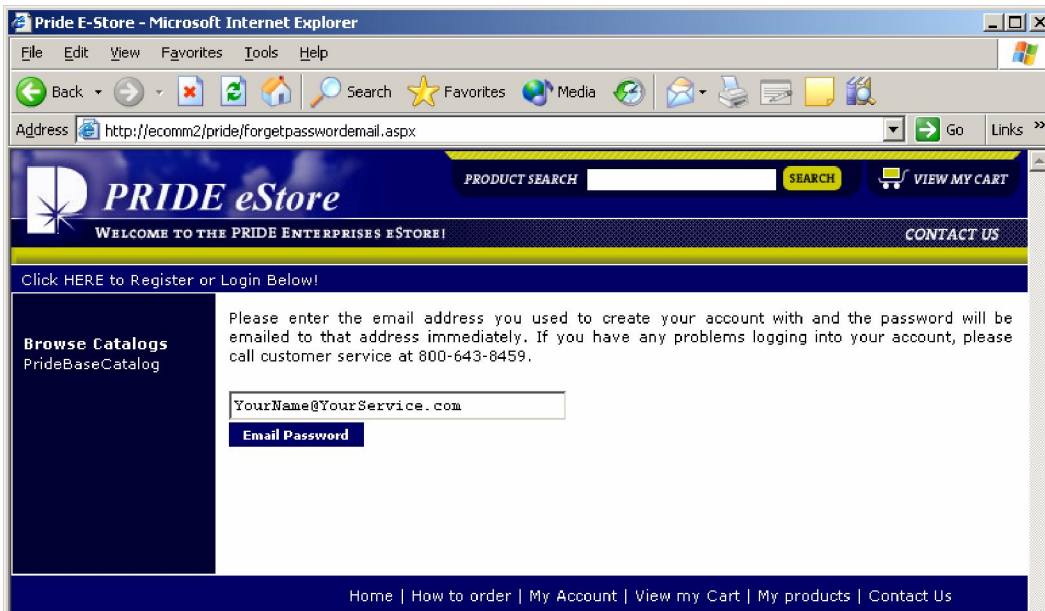 Pride E-Store - Microsoft Internet Explorer
File Edit View Favorites Tools Help
Back Search Favorites Media
Address http://ecomm2/pride/forgetpasswordemail.aspx Go Links »
PRIDE eStore PRODUCT SEARCH SEARCH VIEW MY CART
WELCOME TO THE PRIDE ENTERPRISES ESTORE! CONTACT US
Click HERE to Register or Login Below!
Browse Catalogs
PrideBaseCatalog
Please enter the email address you used to create your account with and the password will be
emailed to that address immediately. If you have any problems logging into your account, please
call customer service at 800-643-8459.
YourName@YourService.com
Email Password
Home | How to order | My Account | View my Cart | My products | Contact Us